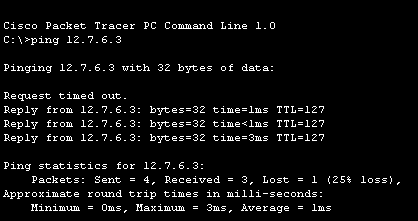 Cisco Packet Tracer PC Command Line 1.0
C:\>ping 12.7.6.3
Pinging 12.7.6.3 with 32 bytes of data:
Request timed out.
Reply from 12.7.6.3: bytes=32 time=1ms TTL=127
Reply from 12.7.6.3: bytes=32 time<1ms TTL=127
Reply from 12.7.6.3: bytes=32 time=3ms TTL=127
Ping statistics for 12.7.6.3:
    Packets: Sent = 4, Received = 3, Lost = 1 (25% loss),
Approximate round trip times in milli-seconds:
    Minimum = 0ms, Maximum = 3ms, Average = 1ms